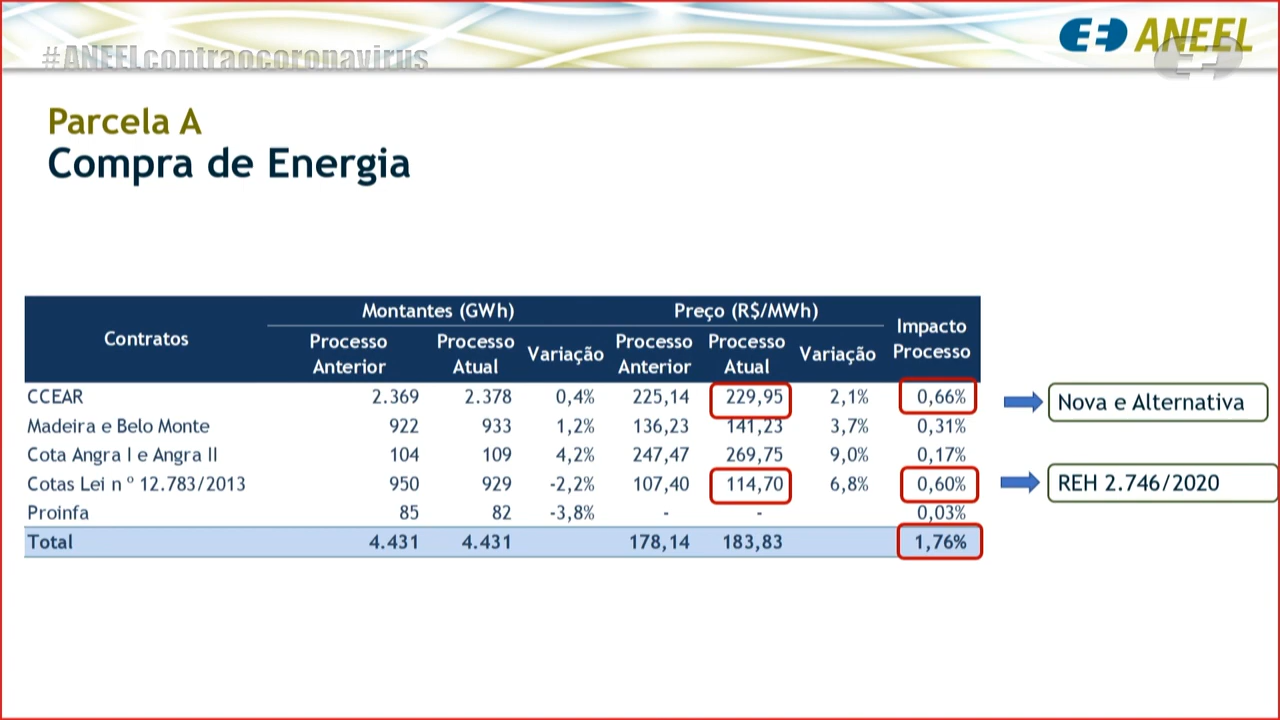 #ANEELcontraocoronavirus
ANEEL
Parcela A
Compra de Energia
Contratos Montantes (GWh) Preço (R$/MWh) Impacto Processo
Processo Anterior Processo Atual Variação Processo Anterior Processo Atual Variação
CCEAR 2.369 2.378 0,4% 225,14 229,95 2,1% 0,66%
Nova e Alternativa
Madeira e Belo Monte 922 933 1,2% 136,23 141,23 3,7% 0,31%
Cota Angra I e Angra II 104 109 4,2% 247,47 269,75 9,0% 0,17%
Cotas Lei n º 12.783/2013 950 929 -2,2% 107,40 114,70 6,8% 0,60%
REH 2.746/2020
Proinfa 85 82 -3,8% - - 0,03%
Total 4.431 4.431 178,14 183,83 1,76%